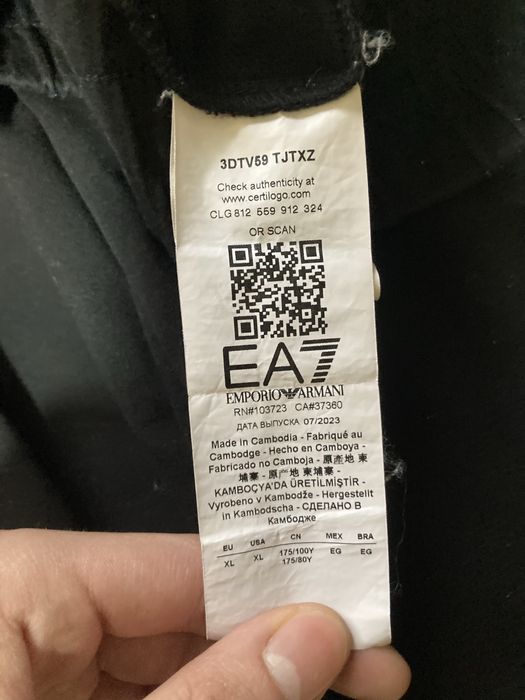 3DTV59 TJTXZ
Check authenticity at
www.certilogo.com
CLG 812 559 912 324
OR SCAN
EA7
EMPORIO ARMANI
RN#103723 CA#37360
ДАТА ВЫПУСКА 07/2023
Made in Cambodia - Fabriqué au
Cambodge - Hecho en Camboya -
Fabricado no Camboja - 原產地 柬
埔寨 - 原产地 柬埔寨 -
KAMBOÇYA'DA ÜRETİLMİŞTİR -
Vyrobeno v Kambodže - Hergestellt
in Kambodscha - СДЕЛАНО В
Камбодже
EU USA CN MEX BRA
XL XL 175/100Y EG EG
175/80Y